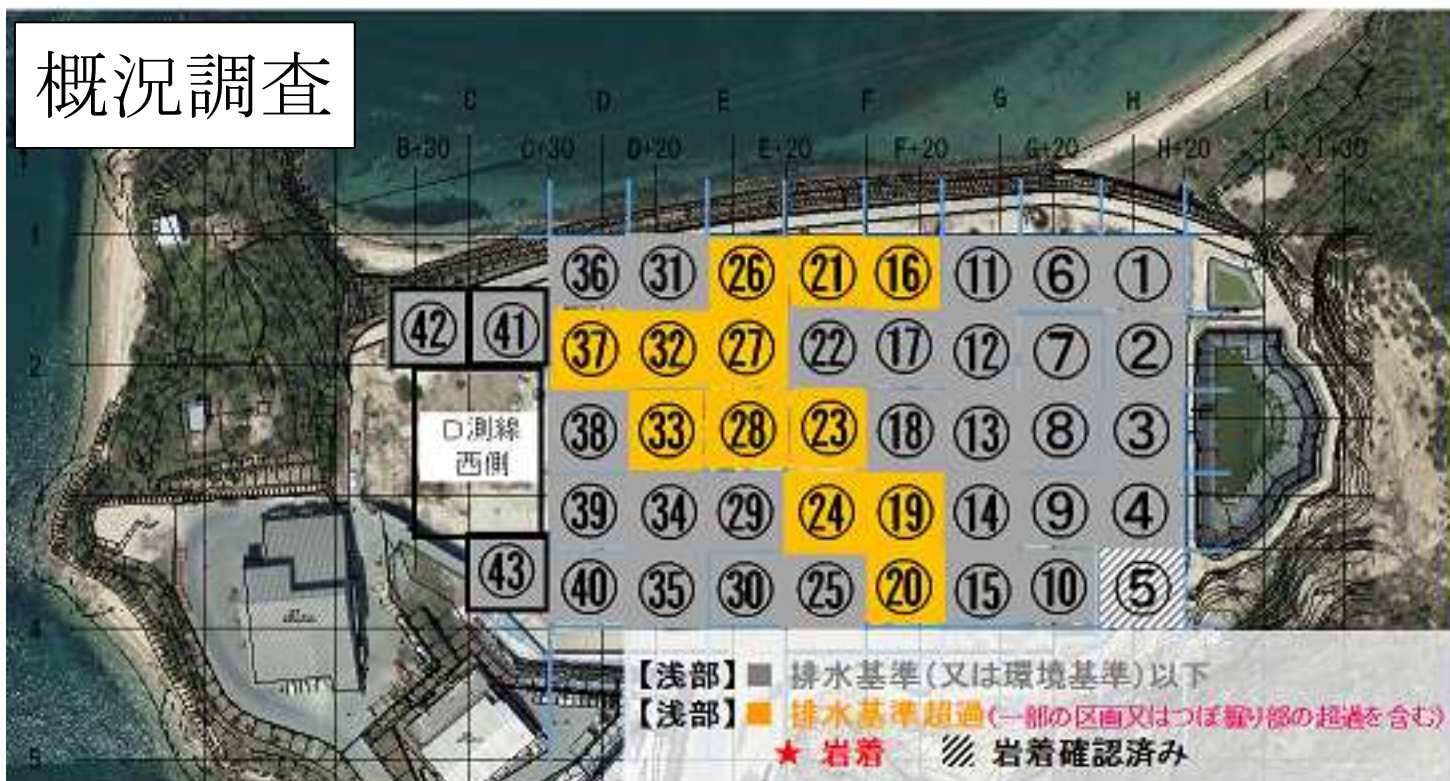 概況調査
C D E F G H I
B+30 C+30 D+20 E+20 F+20 G+20 H+20 I+30
1
36 31 26 21 16 11 6 1
42 41
37 32 27 22 17 12 7 2
2
D測線
西側
38 33 28 23 18 13 8 3
39 34 29 24 19 14 9 4
43
40 35 30 25 20 15 10 5
4
【浅部】■ 排水基準(又は環境基準)以下
【浅部】■ 排水基準超過(一部の区画又はつぼ掘り部の超過を含む)
★ 岩着 岩着確認済み
5